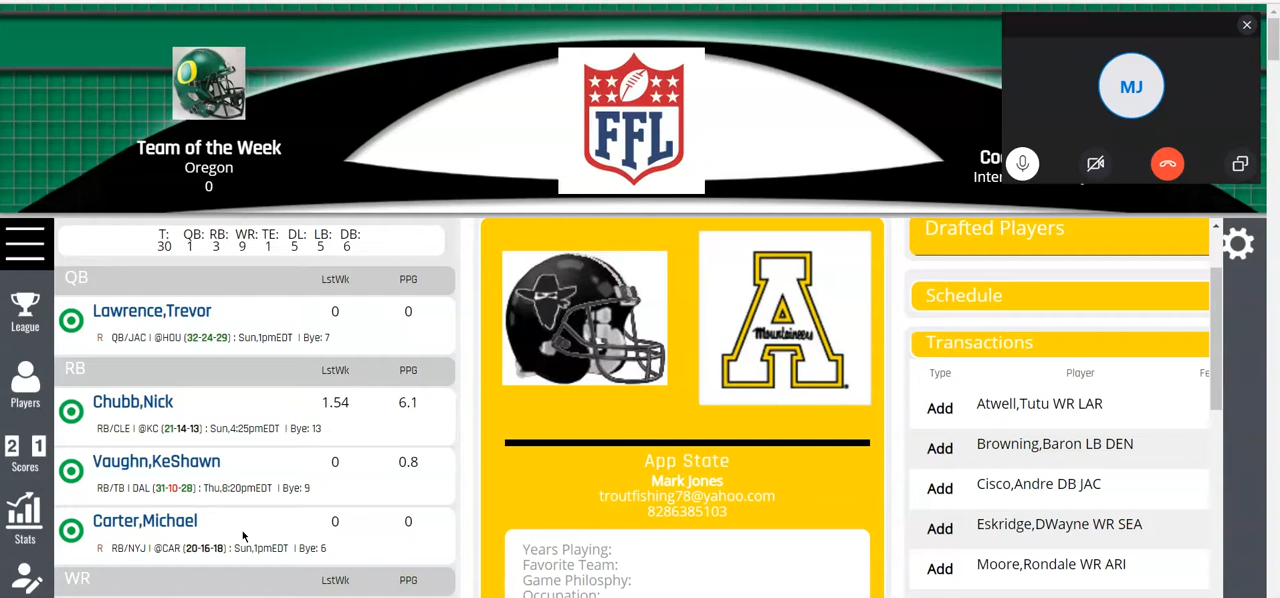 Team of the Week
Oregon
0
FFL
Co
Inter
MJ
T: QB: RB: WR: TE: DL: LB: DB:
30 1 3 9 1 5 5 6
QB LstWk PPG
Lawrence,Trevor 0 0
R QB/JAC | @HOU (32-24-29) : Sun,1pmEDT | Bye: 7
RB LstWk PPG
Chubb,Nick 1.54 6.1
RB/CLE | @KC (21-14-13) : Sun,4:25pmEDT | Bye: 13
Vaughn,KeShawn 0 0.8
RB/TB | DAL (31-10-28) : Thu,8:20pmEDT | Bye: 9
Carter,Michael 0 0
R RB/NYJ | @CAR (20-16-18) : Sun,1pmEDT | Bye: 6
WR LstWk PPG
League
Players
2 1
Scores
Stats
A
Mountaineers
App State
Mark Jones
troutfishing78@yahoo.com
8286385103
Years Playing:
Favorite Team:
Game Philosphy:
Occupation:
Drafted Players
Schedule
Transactions
Type Player Fe
Add Atwell,Tutu WR LAR
Add Browning,Baron LB DEN
Add Cisco,Andre DB JAC
Add Eskridge,DWayne WR SEA
Add Moore,Rondale WR ARI